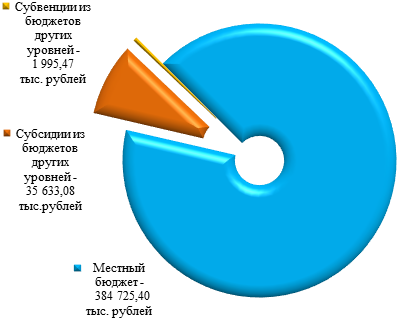 Субвенции из
бюджетов
других
уровней -
1 995,47
тыс. рублей
Субсидии из
бюджетов
других
уровней -
35 633,08
тыс.рублей
Местный
бюджет -
384 725,40
тыс. рублей